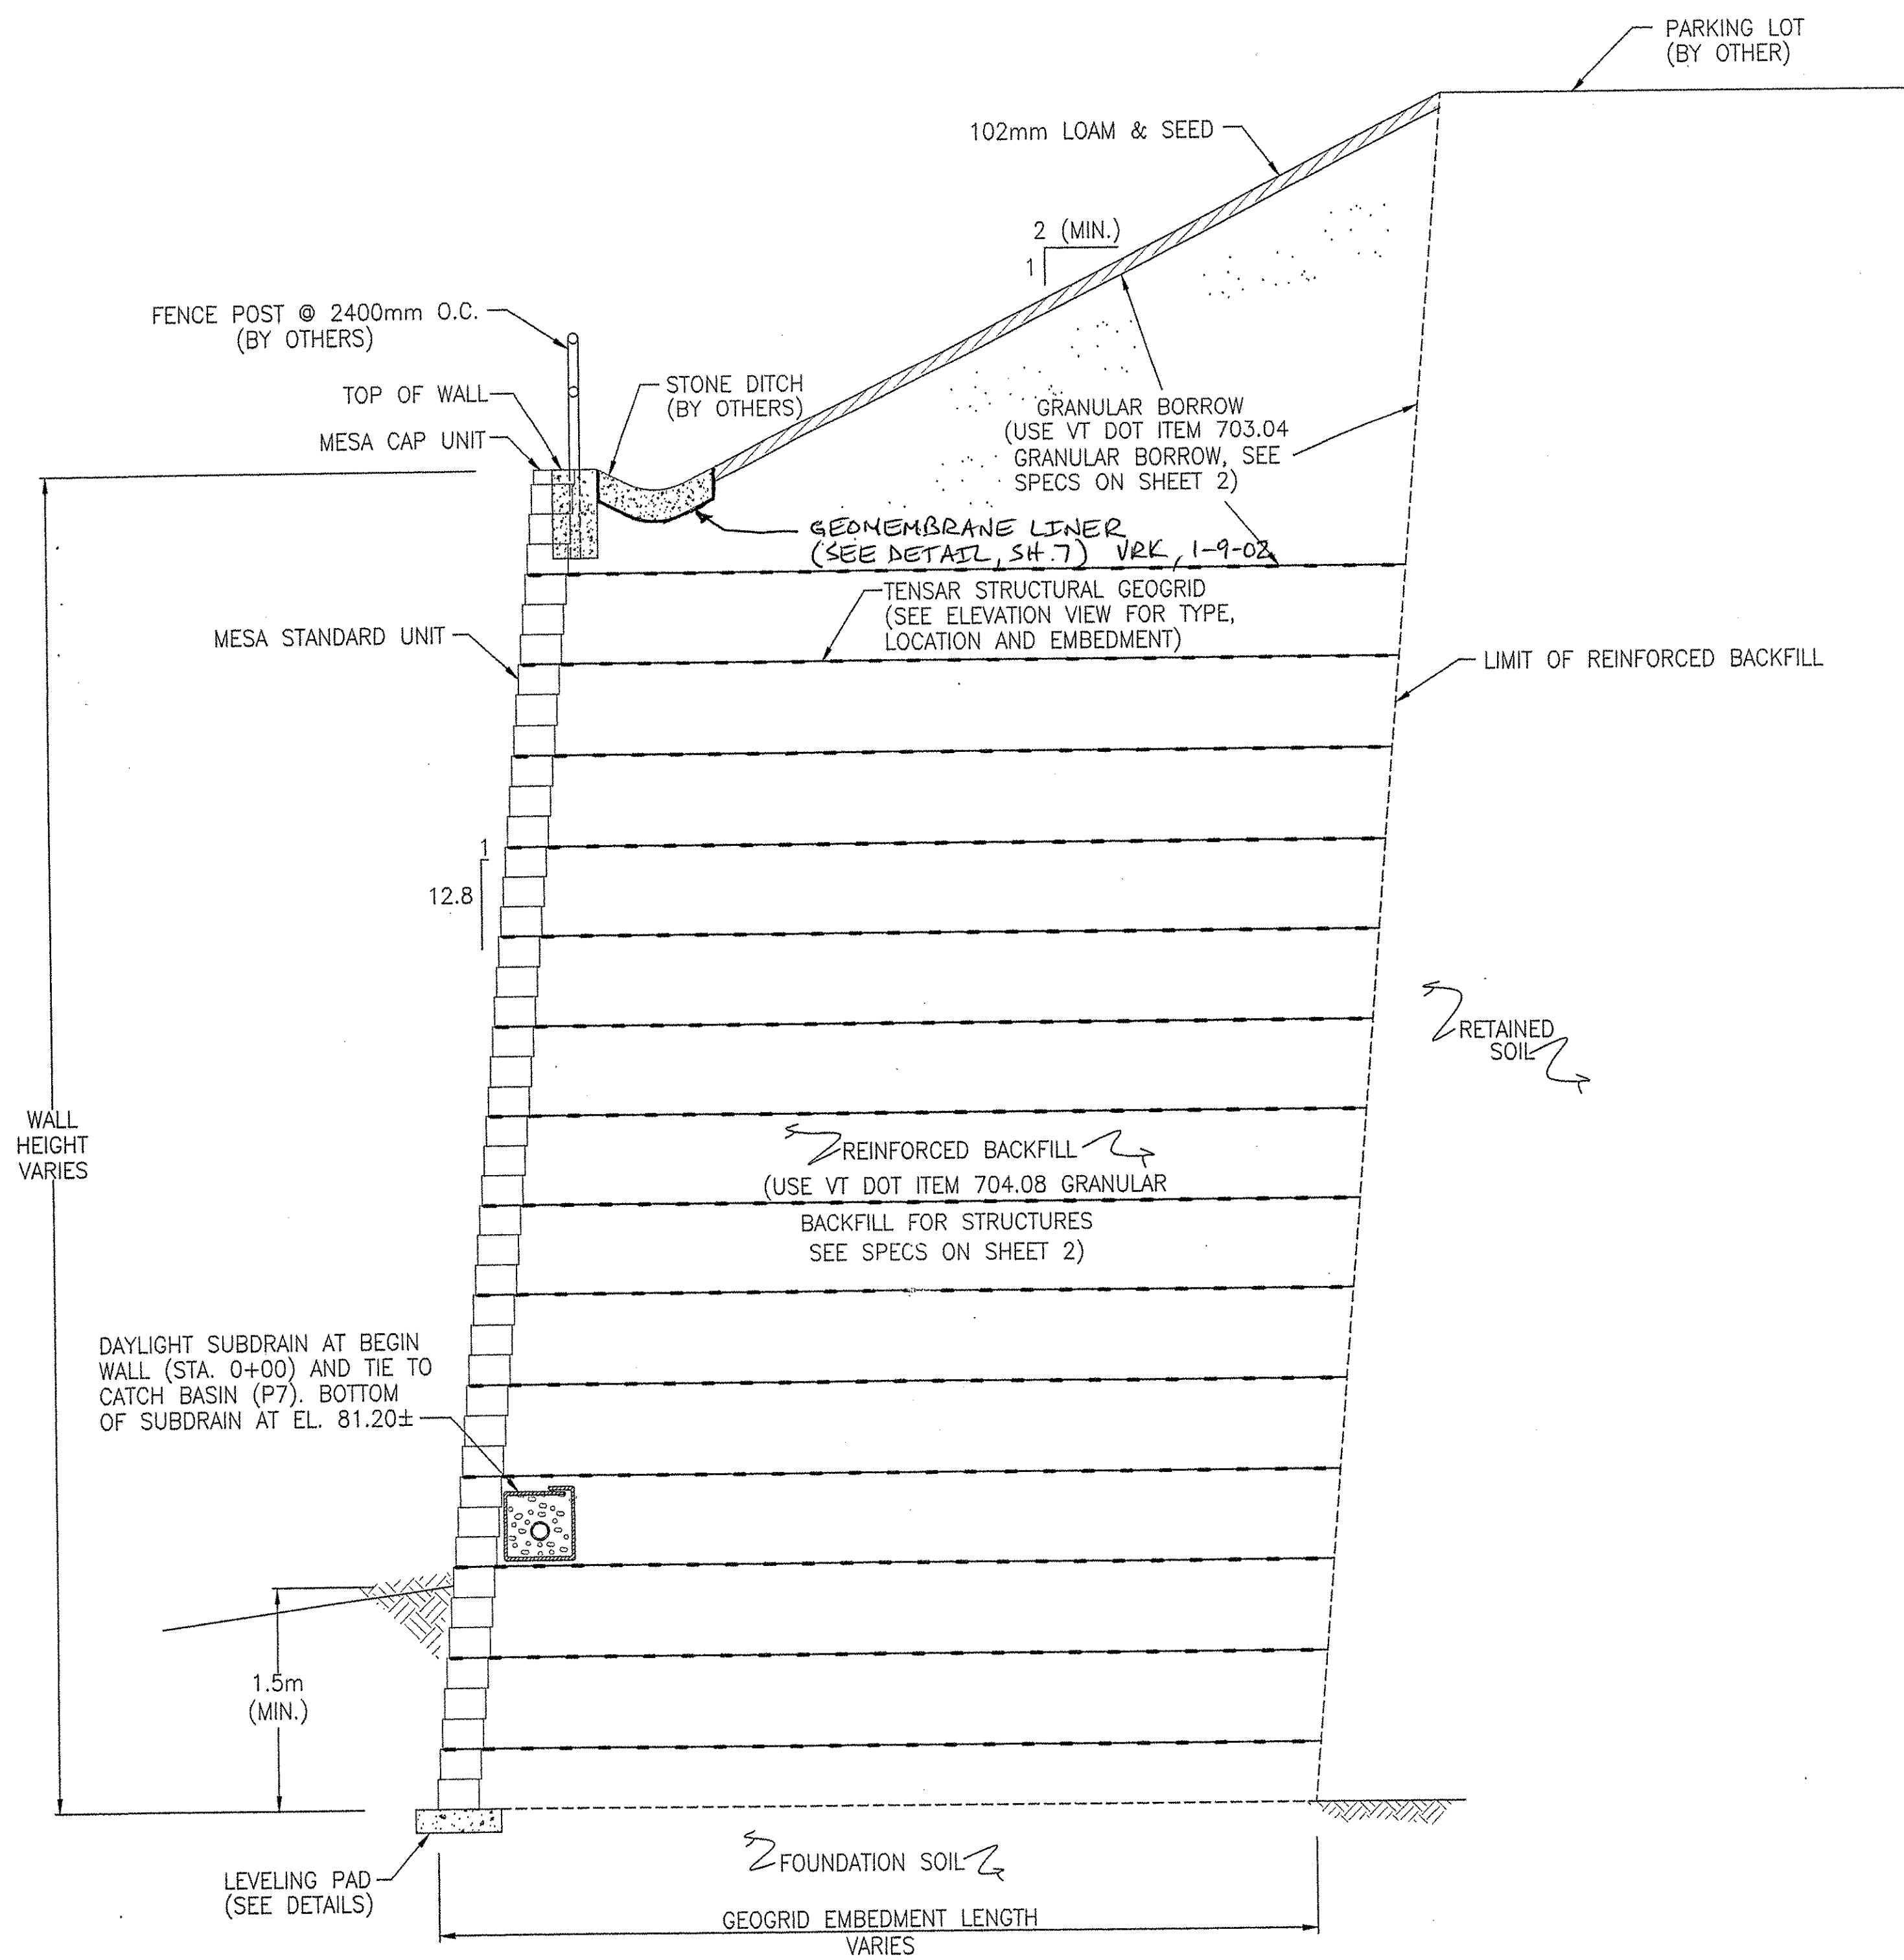 PARKING LOT
(BY OTHER)
102mm LOAM & SEED
2 (MIN.)
1
FENCE POST @ 2400mm O.C.
(BY OTHERS)
TOP OF WALL
MESA CAP UNIT
STONE DITCH
(BY OTHERS)
GRANULAR BORROW
(USE VT DOT ITEM 703.04
GRANULAR BORROW, SEE
SPECS ON SHEET 2)
GEOMEMBRANE LINER
(SEE DETAIL, SH.7) VRK, 1-9-02
TENSAR STRUCTURAL GEOGRID
(SEE ELEVATION VIEW FOR TYPE,
LOCATION AND EMBEDMENT)
MESA STANDARD UNIT
LIMIT OF REINFORCED BACKFILL
1
12.8
RETAINED
SOIL
WALL
HEIGHT
VARIES
REINFORCED BACKFILL
(USE VT DOT ITEM 704.08 GRANULAR
BACKFILL FOR STRUCTURES
SEE SPECS ON SHEET 2)
DAYLIGHT SUBDRAIN AT BEGIN
WALL (STA. 0+00) AND TIE TO
CATCH BASIN (P7). BOTTOM
OF SUBDRAIN AT EL. 81.20±
1.5m
(MIN.)
LEVELING PAD
(SEE DETAILS)
FOUNDATION SOIL
GEOGRID EMBEDMENT LENGTH
VARIES